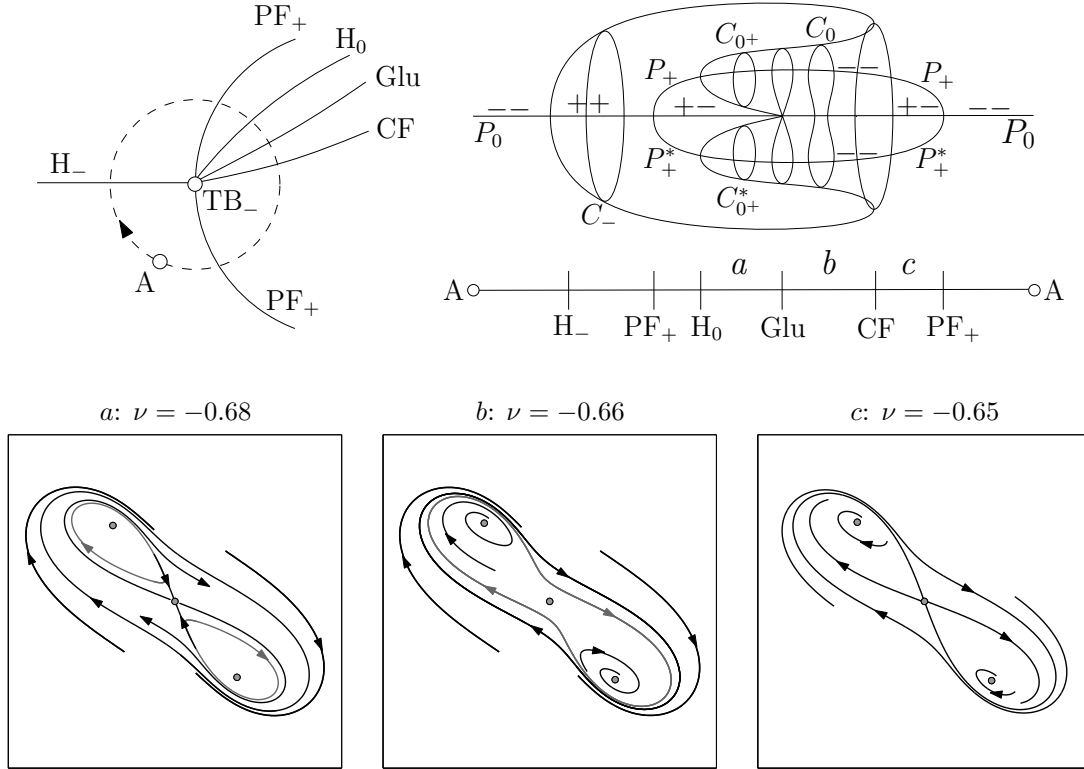 PF₊
H₀
Glu
CF
H₋
TB₋
A
PF₊
C₀₊ C₀
P₊ −− P₊
−− ++ +− +− −−
P₀ P₀
P₊* −− P₊*
C₋ C₀₊*
a b c
A A
H₋ PF₊ H₀ Glu CF PF₊
a: ν = −0.68 b: ν = −0.66 c: ν = −0.65